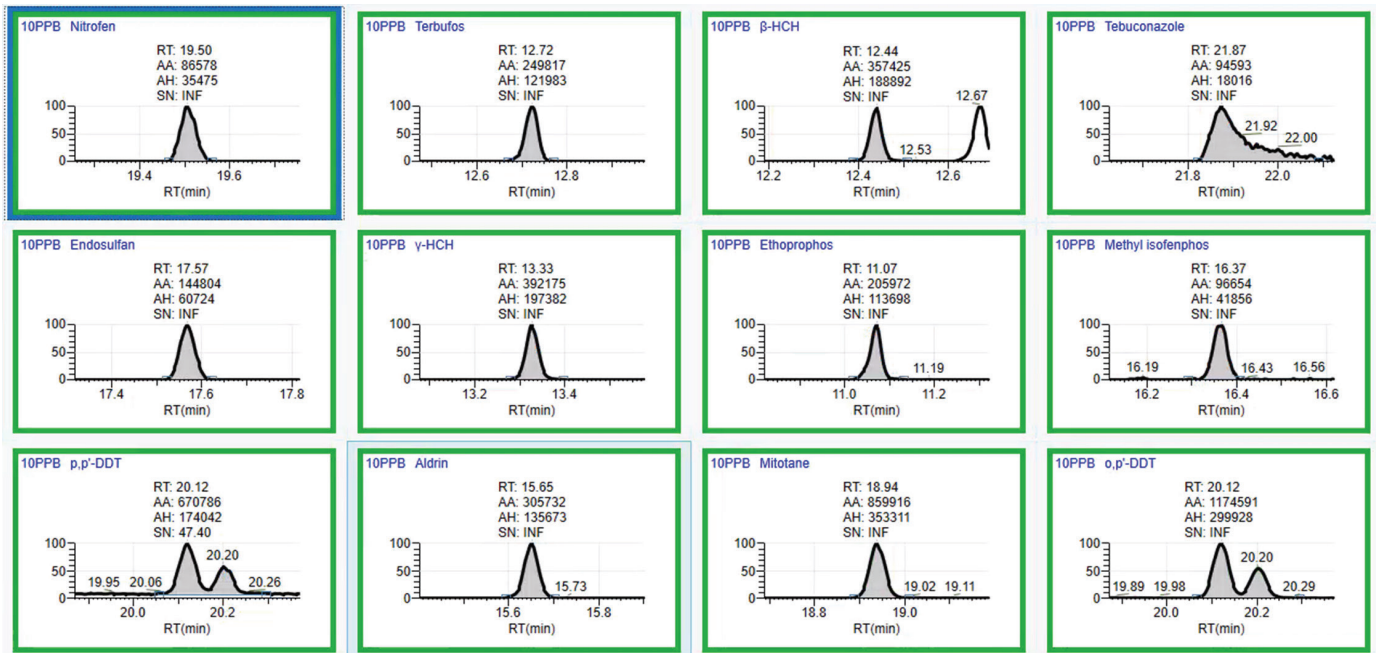 10PPB Nitrofen
RT: 19.50
AA: 86578
AH: 35475
SN: INF
100
50
0
19.4 19.6
RT(min)
10PPB Terbufos
RT: 12.72
AA: 249817
AH: 121983
SN: INF
100
50
0
12.6 12.8
RT(min)
10PPB β-HCH
RT: 12.44
AA: 357425
AH: 188892
SN: INF
12.67
100
50
12.53
0
12.2 12.4 12.6
RT(min)
10PPB Tebuconazole
RT: 21.87
AA: 94593
AH: 18016
SN: INF
100
21.92
50
22.00
0
21.8 22.0
RT(min)
10PPB Endosulfan
RT: 17.57
AA: 144804
AH: 60724
SN: INF
100
50
0
17.4 17.6 17.8
RT(min)
10PPB γ-HCH
RT: 13.33
AA: 392175
AH: 197382
SN: INF
100
50
0
13.2 13.4
RT(min)
10PPB Ethoprophos
RT: 11.07
AA: 205972
AH: 113698
SN: INF
100
50
11.19
0
11.0 11.2
RT(min)
10PPB Methyl isofenphos
RT: 16.37
AA: 96654
AH: 41856
SN: INF
100
50
16.19 16.43 16.56
0
16.2 16.4 16.6
RT(min)
10PPB p,p'-DDT
RT: 20.12
AA: 670786
AH: 174042
SN: 47.40
100
20.20
50
19.95 20.06 20.26
0
20.0 20.2
RT(min)
10PPB Aldrin
RT: 15.65
AA: 305732
AH: 135673
SN: INF
100
50
15.73
0
15.6 15.8
RT(min)
10PPB Mitotane
RT: 18.94
AA: 859916
AH: 353311
SN: INF
100
50
19.02 19.11
0
18.8 19.0
RT(min)
10PPB o,p'-DDT
RT: 20.12
AA: 1174591
AH: 299928
SN: INF
100
20.20
50
19.89 19.98 20.29
0
20.0 20.2
RT(min)